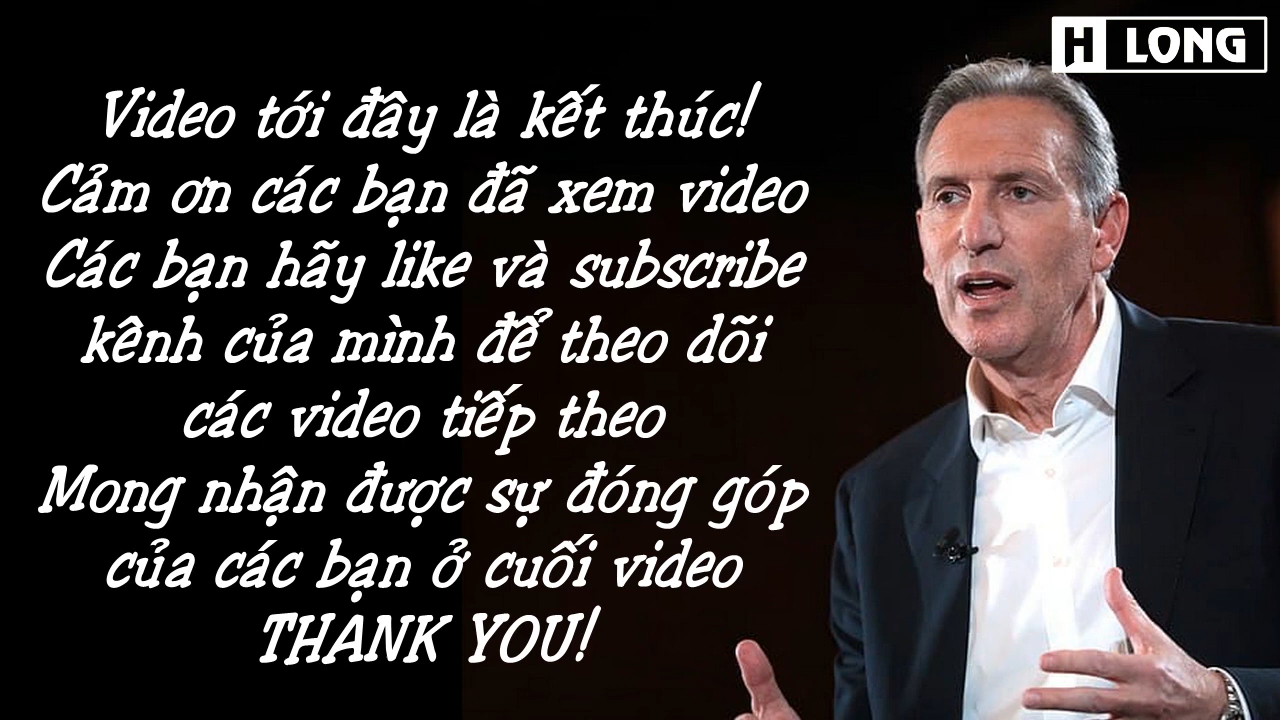 H LONG
Video tới đây là kết thúc!
Cảm ơn các bạn đã xem video
Các bạn hãy like và subscribe
kênh của mình để theo dõi
các video tiếp theo
Mong nhận được sự đóng góp
của các bạn ở cuối video
THANK YOU!